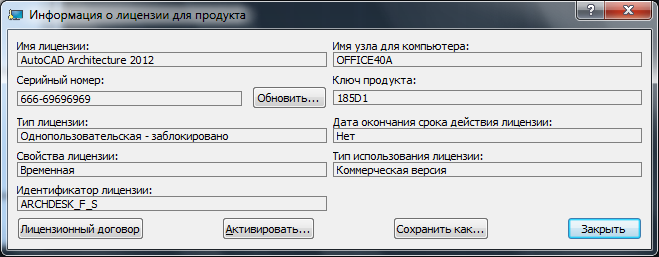 Информация о лицензии для продукта
Имя лицензии:
AutoCAD Architecture 2012
Имя узла для компьютера:
OFFICE40A
Серийный номер:
666-69696969
Обновить...
Ключ продукта:
185D1
Тип лицензии:
Однопользовательская - заблокировано
Дата окончания срока действия лицензии:
Нет
Свойства лицензии:
Временная
Тип использования лицензии:
Коммерческая версия
Идентификатор лицензии:
ARCHDESK_F_S
Лицензионный договор
Активировать...
Сохранить как...
Закрыть